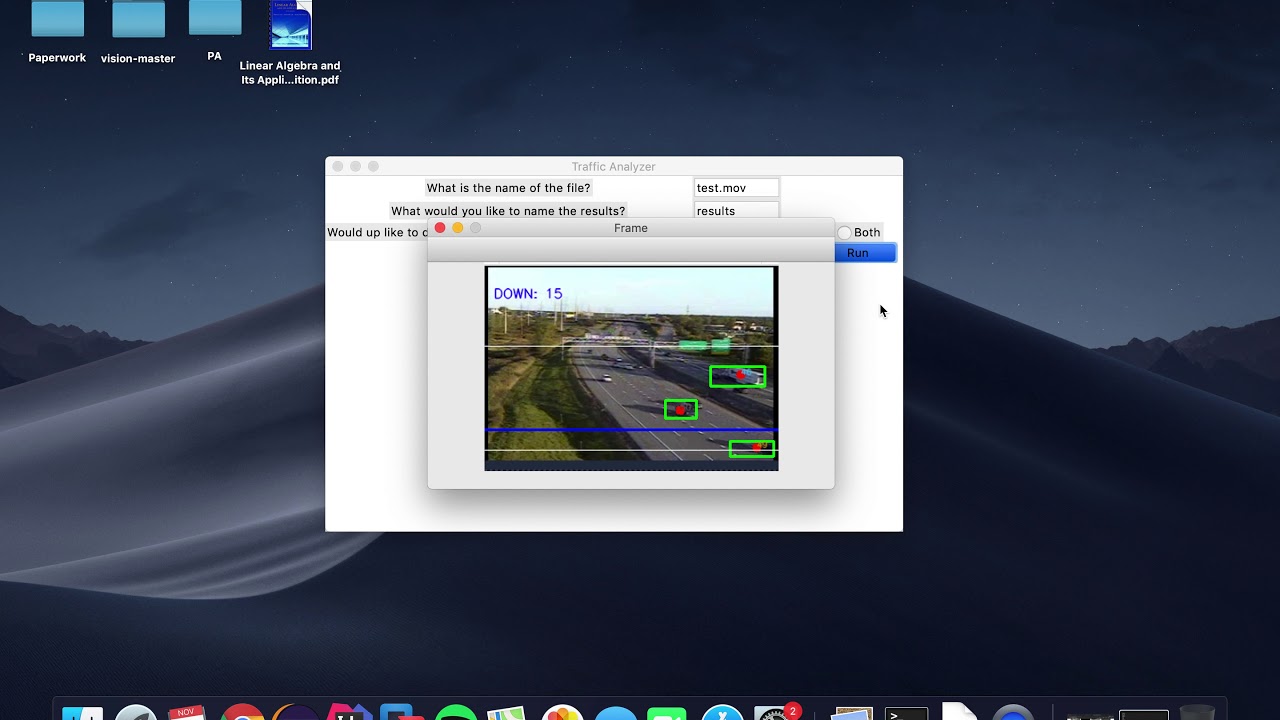 Paperwork
vision-master
PA
Linear Algebra and
Its Appli...ition.pdf
Traffic Analyzer
What is the name of the file?
test.mov
What would you like to name the results?
results
Would up like to d
Both
Frame
Run
DOWN: 15
NOV
2